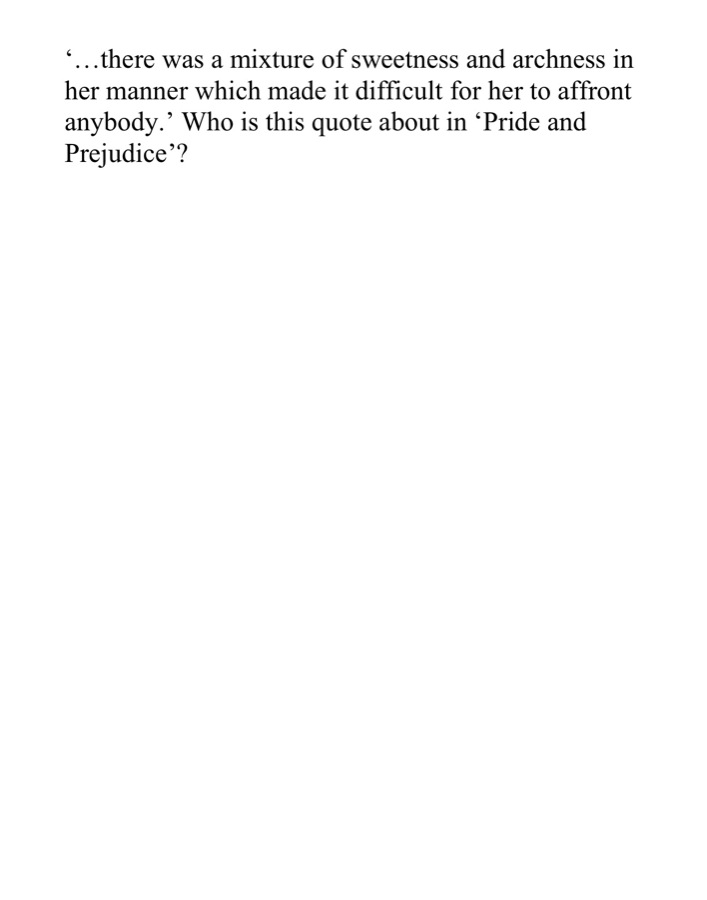 ‘…there was a mixture of sweetness and archness in
her manner which made it difficult for her to affront
anybody.’ Who is this quote about in ‘Pride and
Prejudice’?